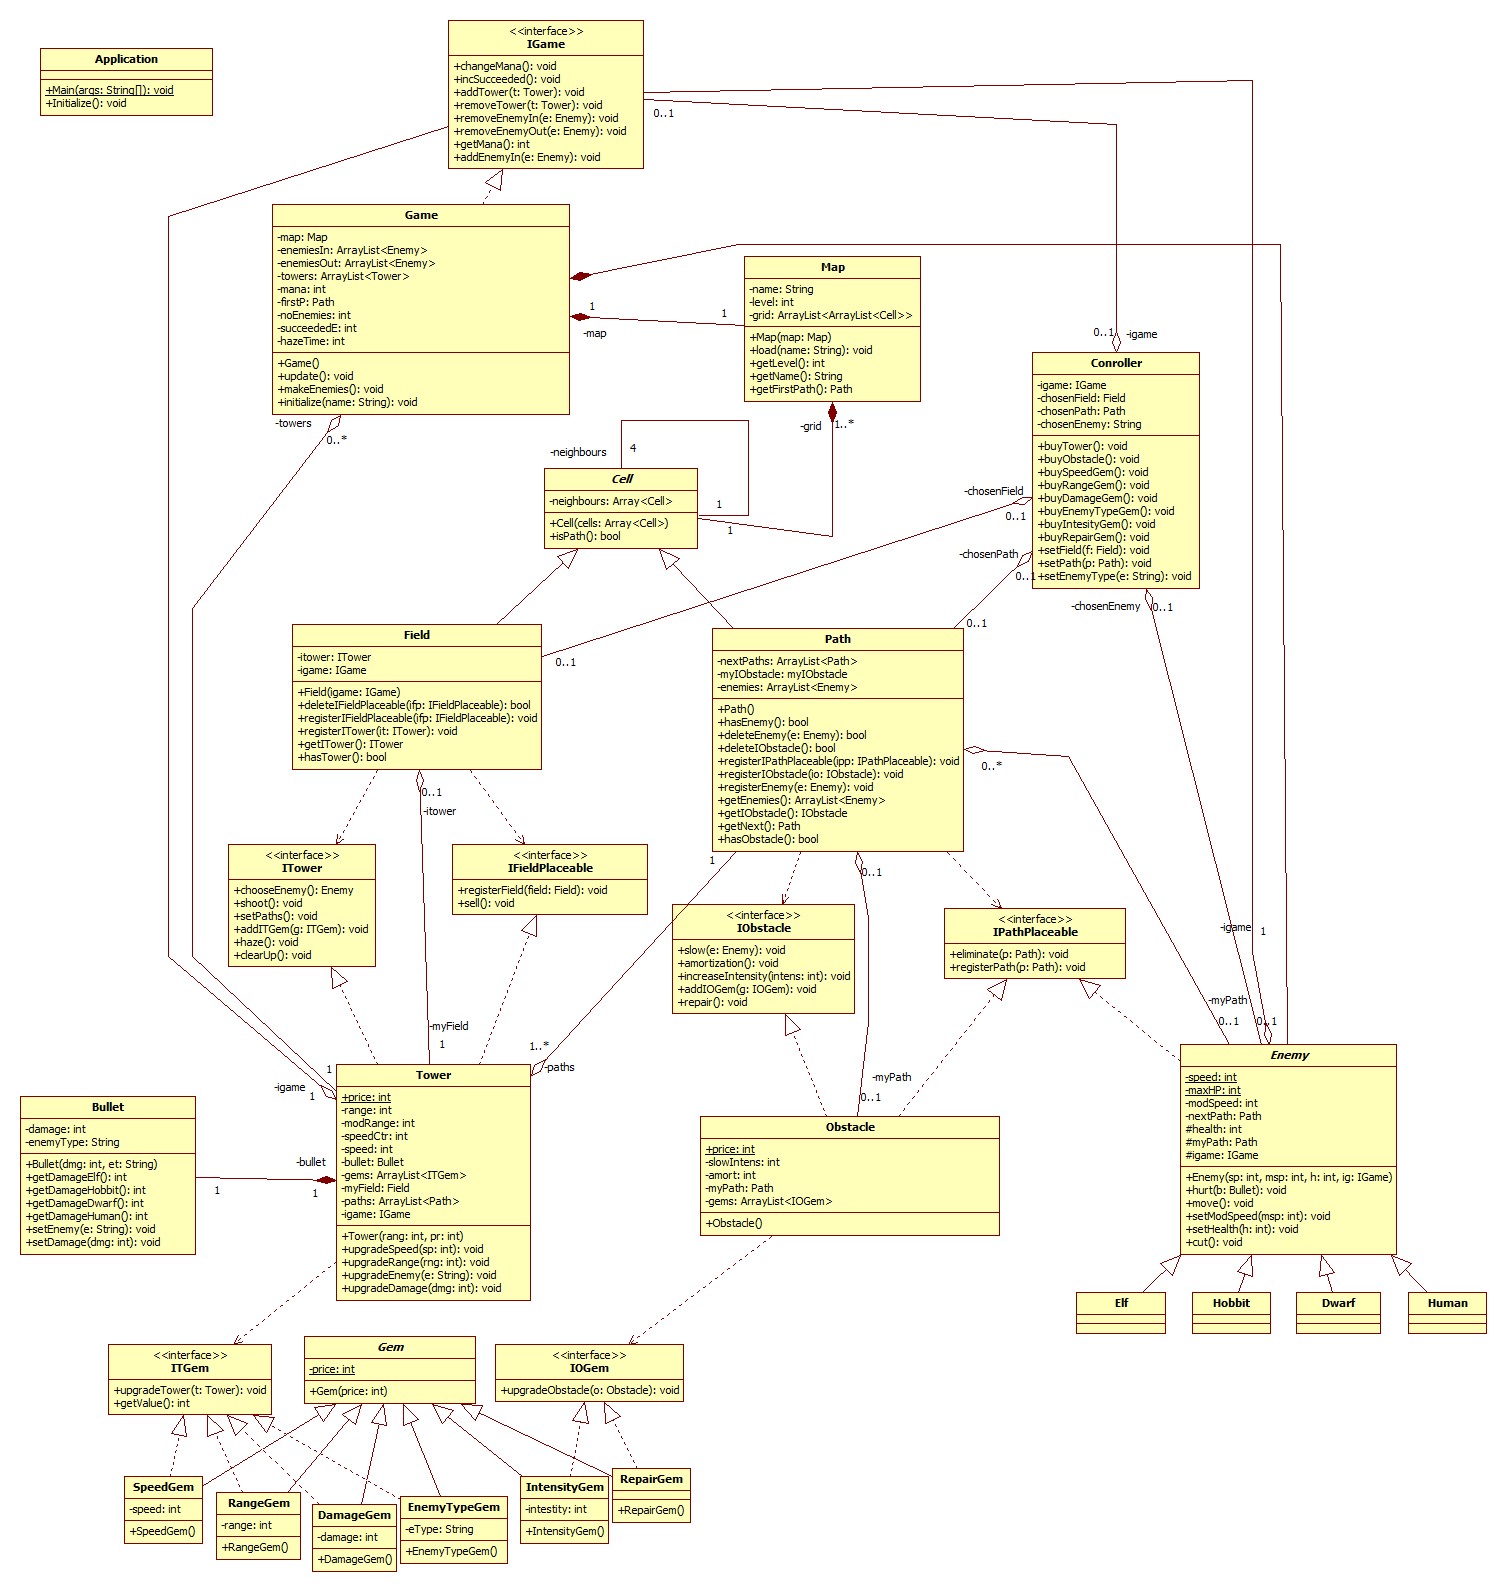 <<interface>>
IGame
+changeMana(): void
+incSucceeded(): void
+addTower(t: Tower): void
+removeTower(t: Tower): void
+removeEnemyIn(e: Enemy): void
+removeEnemyOut(e: Enemy): void
+getMana(): int
+addEnemyIn(e: Enemy): void
Application
+Main(args: String[]): void
+Initialize(): void
0..1
Game
-map: Map
-enemiesIn: ArrayList<Enemy>
-enemiesOut: ArrayList<Enemy>
-towers: ArrayList<Tower>
-mana: int
-firstP: Path
-noEnemies: int
-succeededE: int
-hazeTime: int
+Game()
+update(): void
+makeEnemies(): void
+initialize(name: String): void
1
1
-map
Map
-name: String
-level: int
-grid: ArrayList<ArrayList<Cell>>
+Map(map: Map)
+load(name: String): void
+getLevel(): int
+getName(): String
+getFirstPath(): Path
0..1
-igame
Conroller
-igame: IGame
-chosenField: Field
-chosenPath: Path
-chosenEnemy: String
+buyTower(): void
+buyObstacle(): void
+buySpeedGem(): void
+buyRangeGem(): void
+buyDamageGem(): void
+buyEnemyTypeGem(): void
+buyIntesityGem(): void
+buyRepairGem(): void
+setField(f: Field): void
+setPath(p: Path): void
+setEnemyType(e: String): void
-towers
0..*
-grid
1..*
-neighbours
4
Cell
-neighbours: Array<Cell>
+Cell(cells: Array<Cell>)
+isPath(): bool
1
1
-chosenField
0..1
-chosenPath
0..1
-chosenEnemy
0..1
Field
-itower: ITower
-igame: IGame
+Field(igame: IGame)
+deleteIFieldPlaceable(ifp: IFieldPlaceable): bool
+registerIFieldPlaceable(ifp: IFieldPlaceable): void
+registerITower(it: ITower): void
+getITower(): ITower
+hasTower(): bool
0..1
0..1
Path
-nextPaths: ArrayList<Path>
-myIObstacle: myIObstacle
-enemies: ArrayList<Enemy>
+Path()
+hasEnemy(): bool
+deleteEnemy(e: Enemy): bool
+deleteIObstacle(): bool
+registerIPathPlaceable(ipp: IPathPlaceable): void
+registerIObstacle(io: IObstacle): void
+registerEnemy(e: Enemy): void
+getEnemies(): ArrayList<Enemy>
+getIObstacle(): IObstacle
+getNext(): Path
+hasObstacle(): bool
0..*
0..1
-itower
1
0..1
<<interface>>
ITower
+chooseEnemy(): Enemy
+shoot(): void
+setPaths(): void
+addITGem(g: ITGem): void
+haze(): void
+clearUp(): void
<<interface>>
IFieldPlaceable
+registerField(field: Field): void
+sell(): void
<<interface>>
IObstacle
+slow(e: Enemy): void
+amortization(): void
+increaseIntensity(intens: int): void
+addIOGem(g: IOGem): void
+repair(): void
<<interface>>
IPathPlaceable
+eliminate(p: Path): void
+registerPath(p: Path): void
-igame
1
-myPath
0..1
0..1
-myField
1
1..*
-paths
1
-igame
1
-myPath
0..1
Tower
+price: int
-range: int
-modRange: int
-speedCtr: int
-speed: int
-bullet: Bullet
-gems: ArrayList<ITGem>
-myField: Field
-paths: ArrayList<Path>
-igame: IGame
+Tower(rang: int, pr: int)
+upgradeSpeed(sp: int): void
+upgradeRange(rng: int): void
+upgradeEnemy(e: String): void
+upgradeDamage(dmg: int): void
Bullet
-damage: int
-enemyType: String
+Bullet(dmg: int, et: String)
+getDamageElf(): int
+getDamageHobbit(): int
+getDamageDwarf(): int
+getDamageHuman(): int
+setEnemy(e: String): void
+setDamage(dmg: int): void
-bullet
1
1
Obstacle
+price: int
-slowIntens: int
-amort: int
-myPath: Path
-gems: ArrayList<IOGem>
+Obstacle()
Enemy
-speed: int
-maxHP: int
-modSpeed: int
-nextPath: Path
#health: int
#myPath: Path
#igame: IGame
+Enemy(sp: int, msp: int, h: int, ig: IGame)
+hurt(b: Bullet): void
+move(): void
+setModSpeed(msp: int): void
+setHealth(h: int): void
+cut(): void
Elf
Hobbit
Dwarf
Human
<<interface>>
ITGem
+upgradeTower(t: Tower): void
+getValue(): int
Gem
-price: int
+Gem(price: int)
<<interface>>
IOGem
+upgradeObstacle(o: Obstacle): void
SpeedGem
-speed: int
+SpeedGem()
RangeGem
-range: int
+RangeGem()
DamageGem
-damage: int
+DamageGem()
EnemyTypeGem
-eType: String
+EnemyTypeGem()
IntensityGem
-intestity: int
+IntensityGem()
RepairGem
+RepairGem()